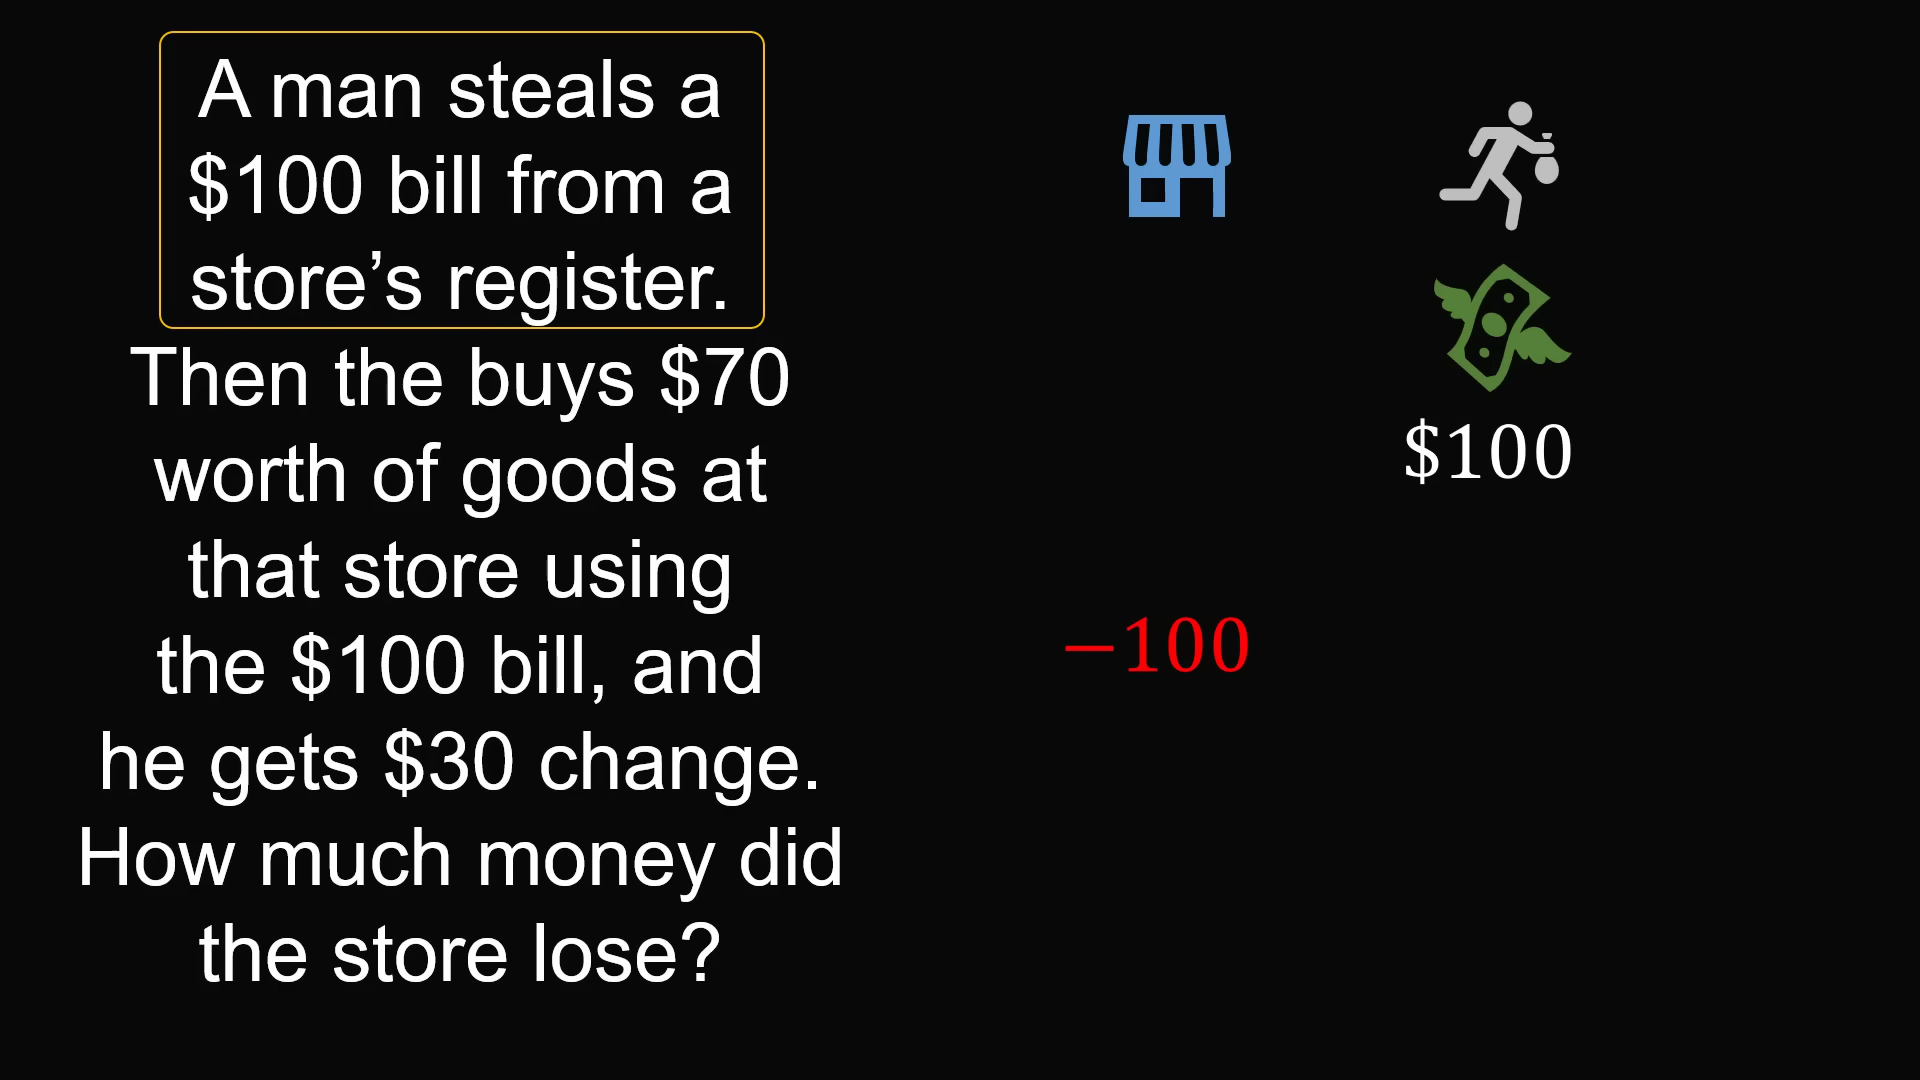 A man steals a
$100 bill from a
store’s register.
Then the buys $70
worth of goods at
that store using
the $100 bill, and
he gets $30 change.
How much money did
the store lose?
$100
−100